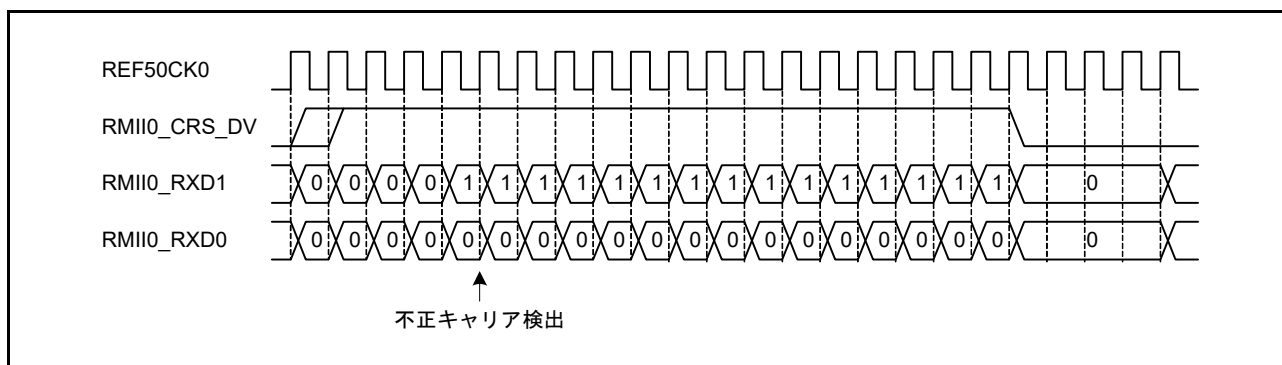 REF50CK0
RMII0_CRS_DV
RMII0_RXD1 0 0 0 0 1 1 1 1 1 1 1 1 1 1 1 1 1 1 1 0
RMII0_RXD0 0 0 0 0 0 0 0 0 0 0 0 0 0 0 0 0 0 0 0 0
不正キャリア検出